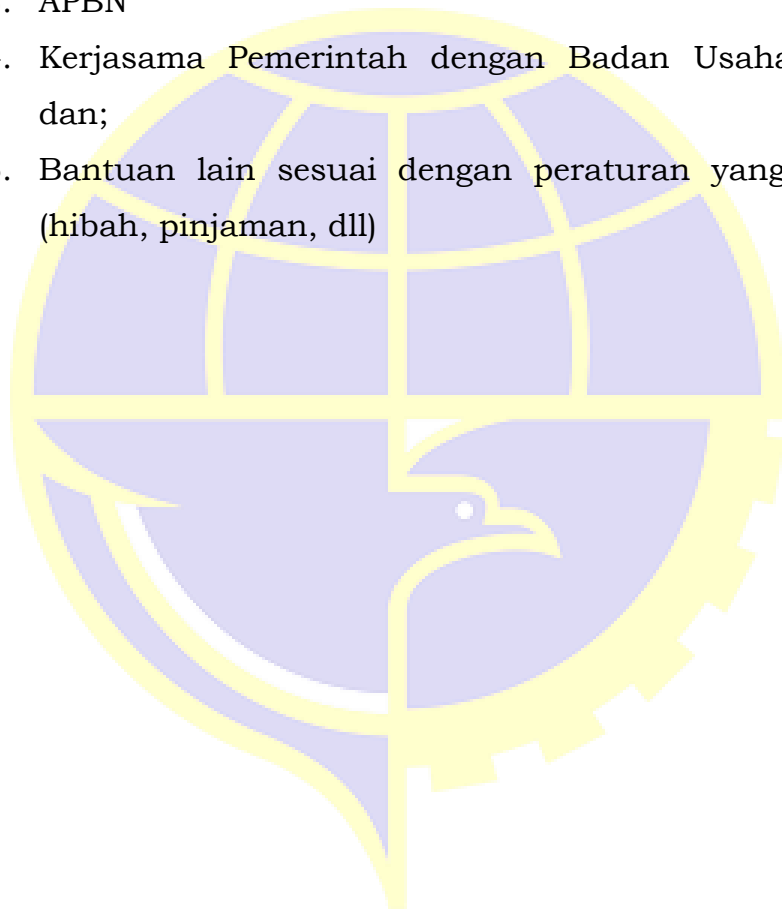 . APBN
. Kerjasama Pemerintah dengan Badan Usaha
dan;
. Bantuan lain sesuai dengan peraturan yang
(hibah, pinjaman, dll)